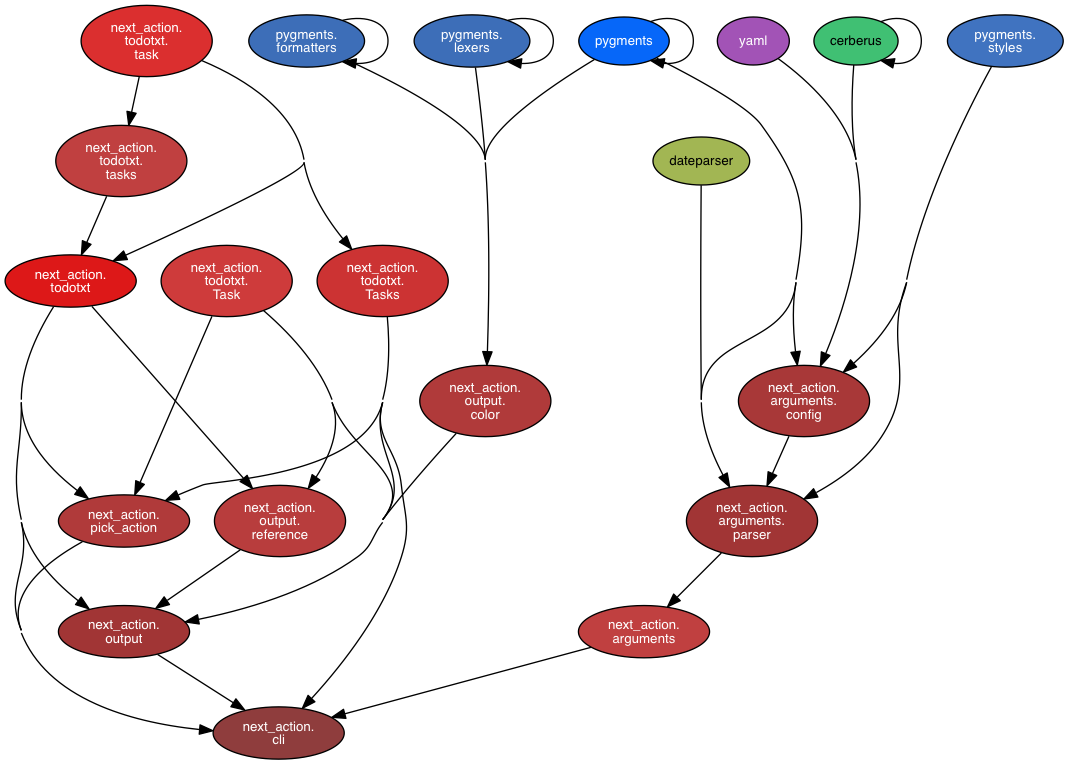 next_action.
todotxt.
task
pygments.
formatters
pygments.
lexers
pygments
yaml
cerberus
pygments.
styles
next_action.
todotxt.
tasks
dateparser
next_action.
todotxt
next_action.
todotxt.
Task
next_action.
todotxt.
Tasks
next_action.
output.
color
next_action.
arguments.
config
next_action.
pick_action
next_action.
output.
reference
next_action.
arguments.
parser
next_action.
output
next_action.
arguments
next_action.
cli